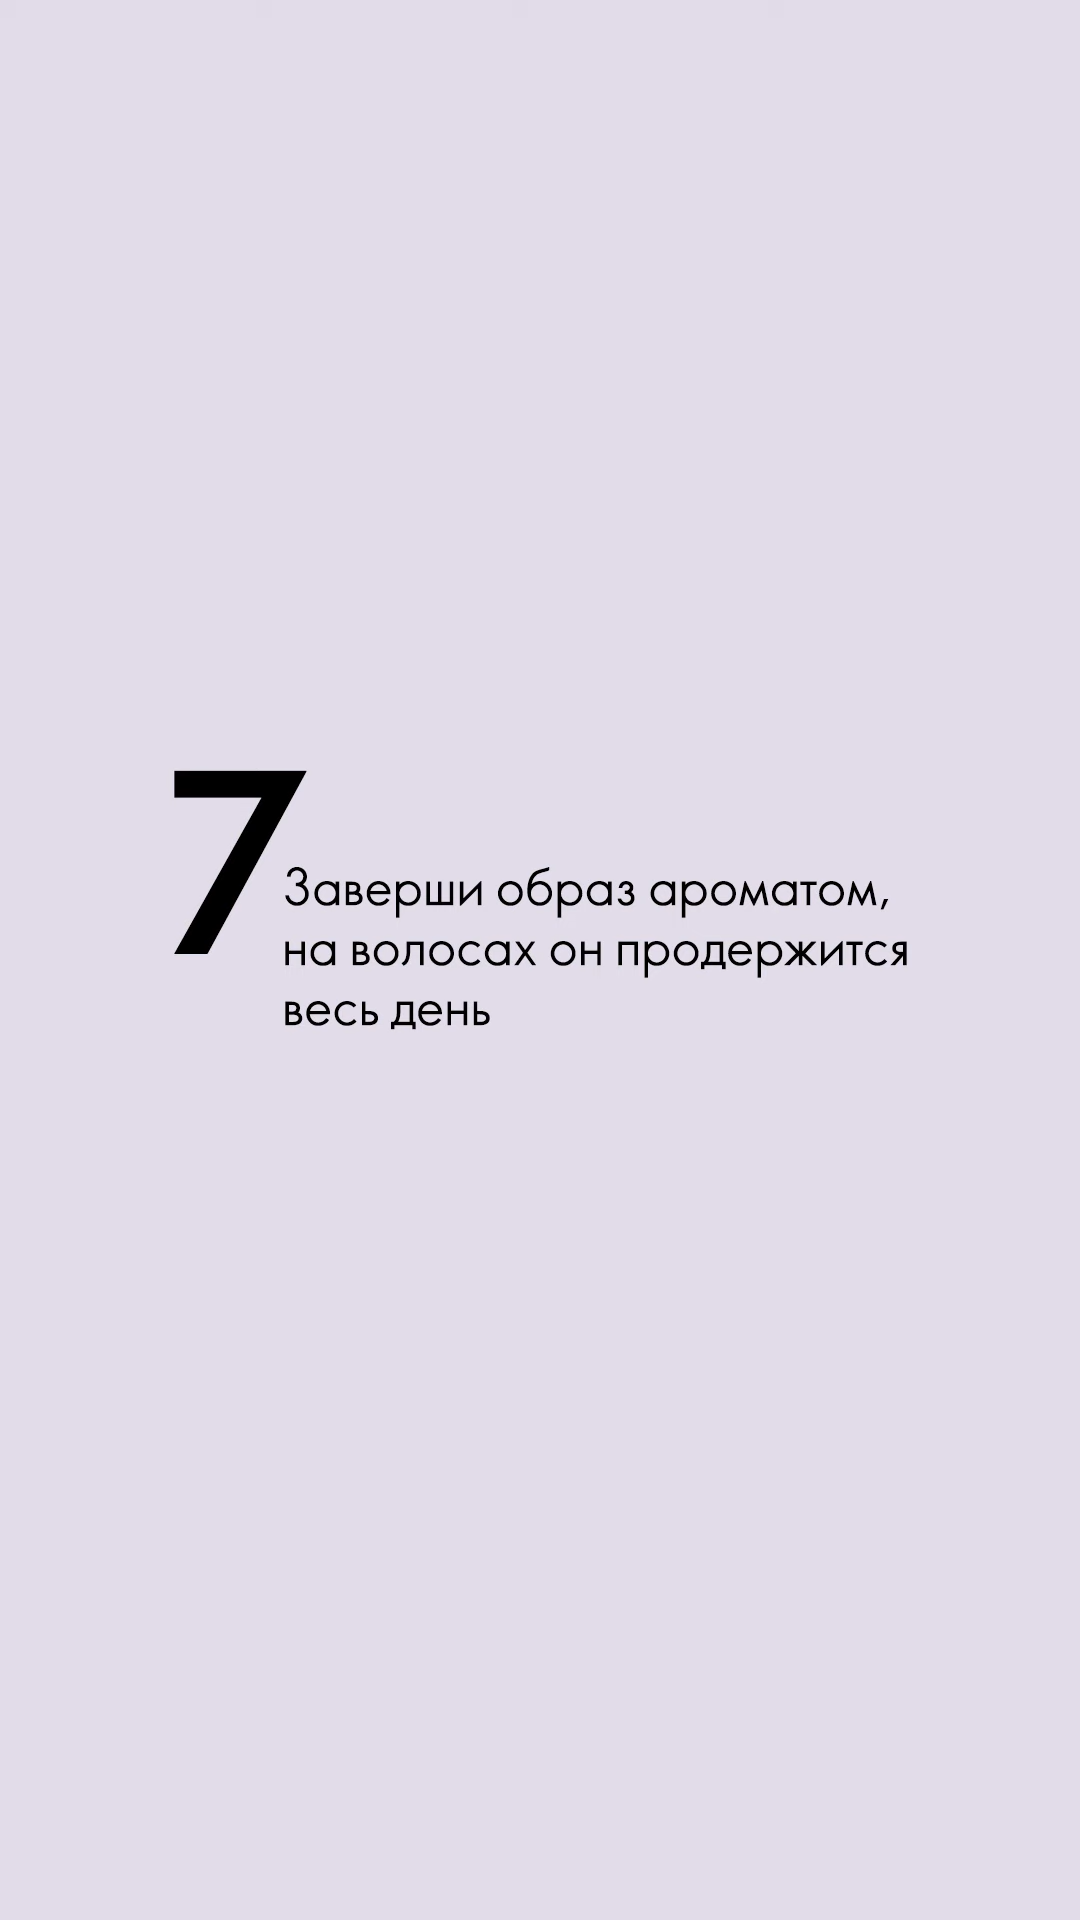 7
Заверши образ ароматом,
на волосах он продержится
весь день